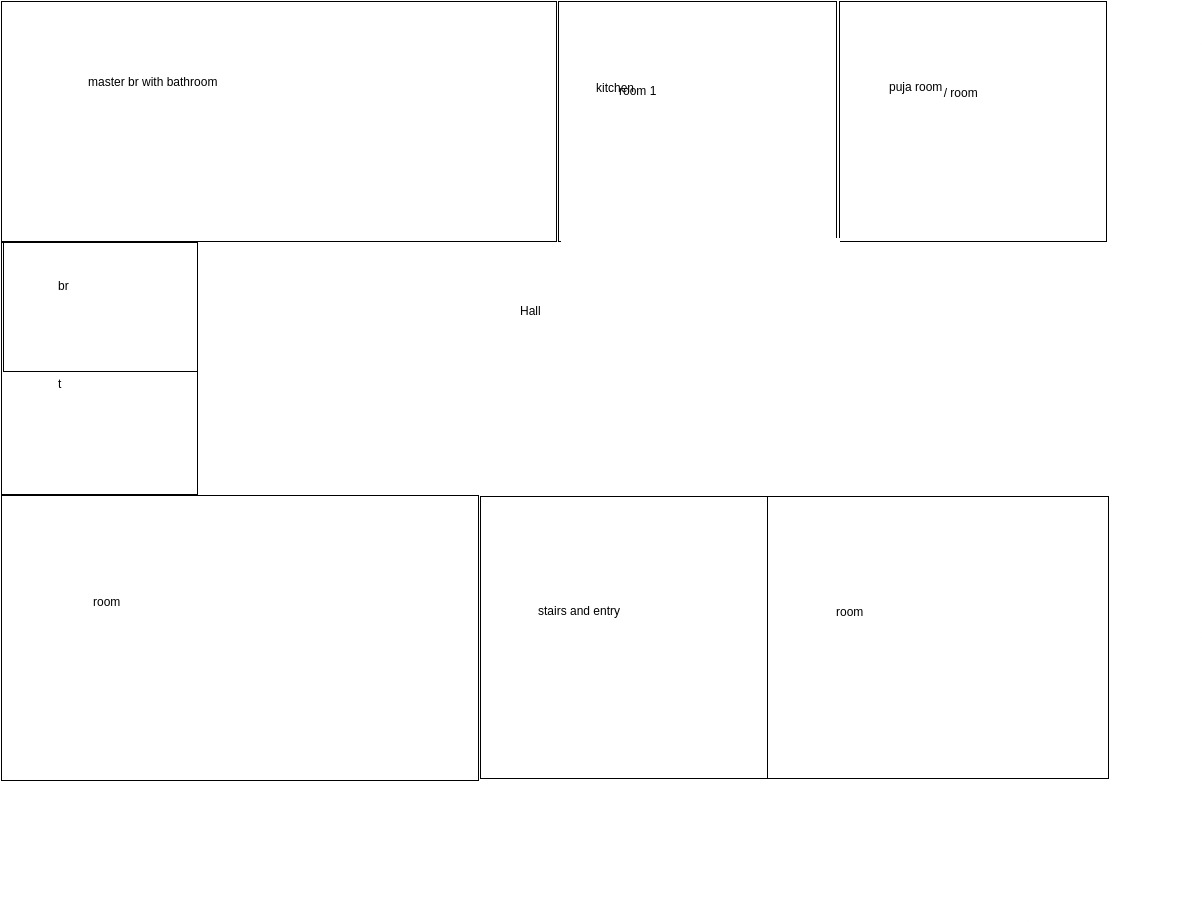 master br with bathroom
kitchen
room 1
puja room
/ room
br
Hall
t
room
stairs and entry
room